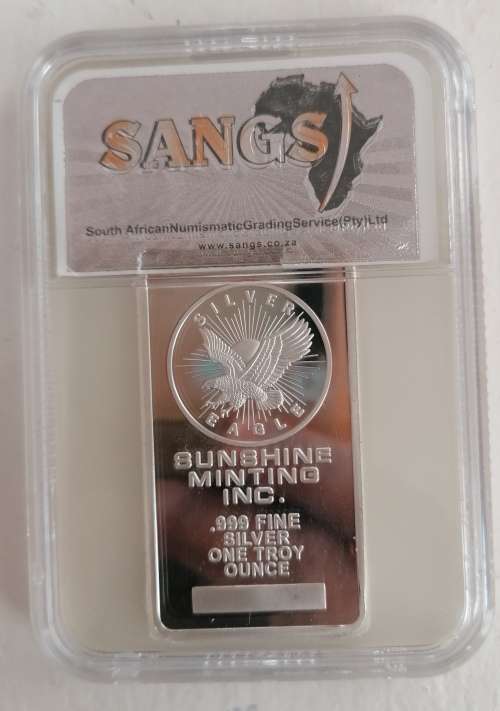 SANGS
South AfricanNumismaticGradingService(Pty)Ltd
www.sangs.co.za
SILVER
EAGLE
SUNSHINE
MINTING
INC.
.999 FINE
SILVER
ONE TROY
OUNCE